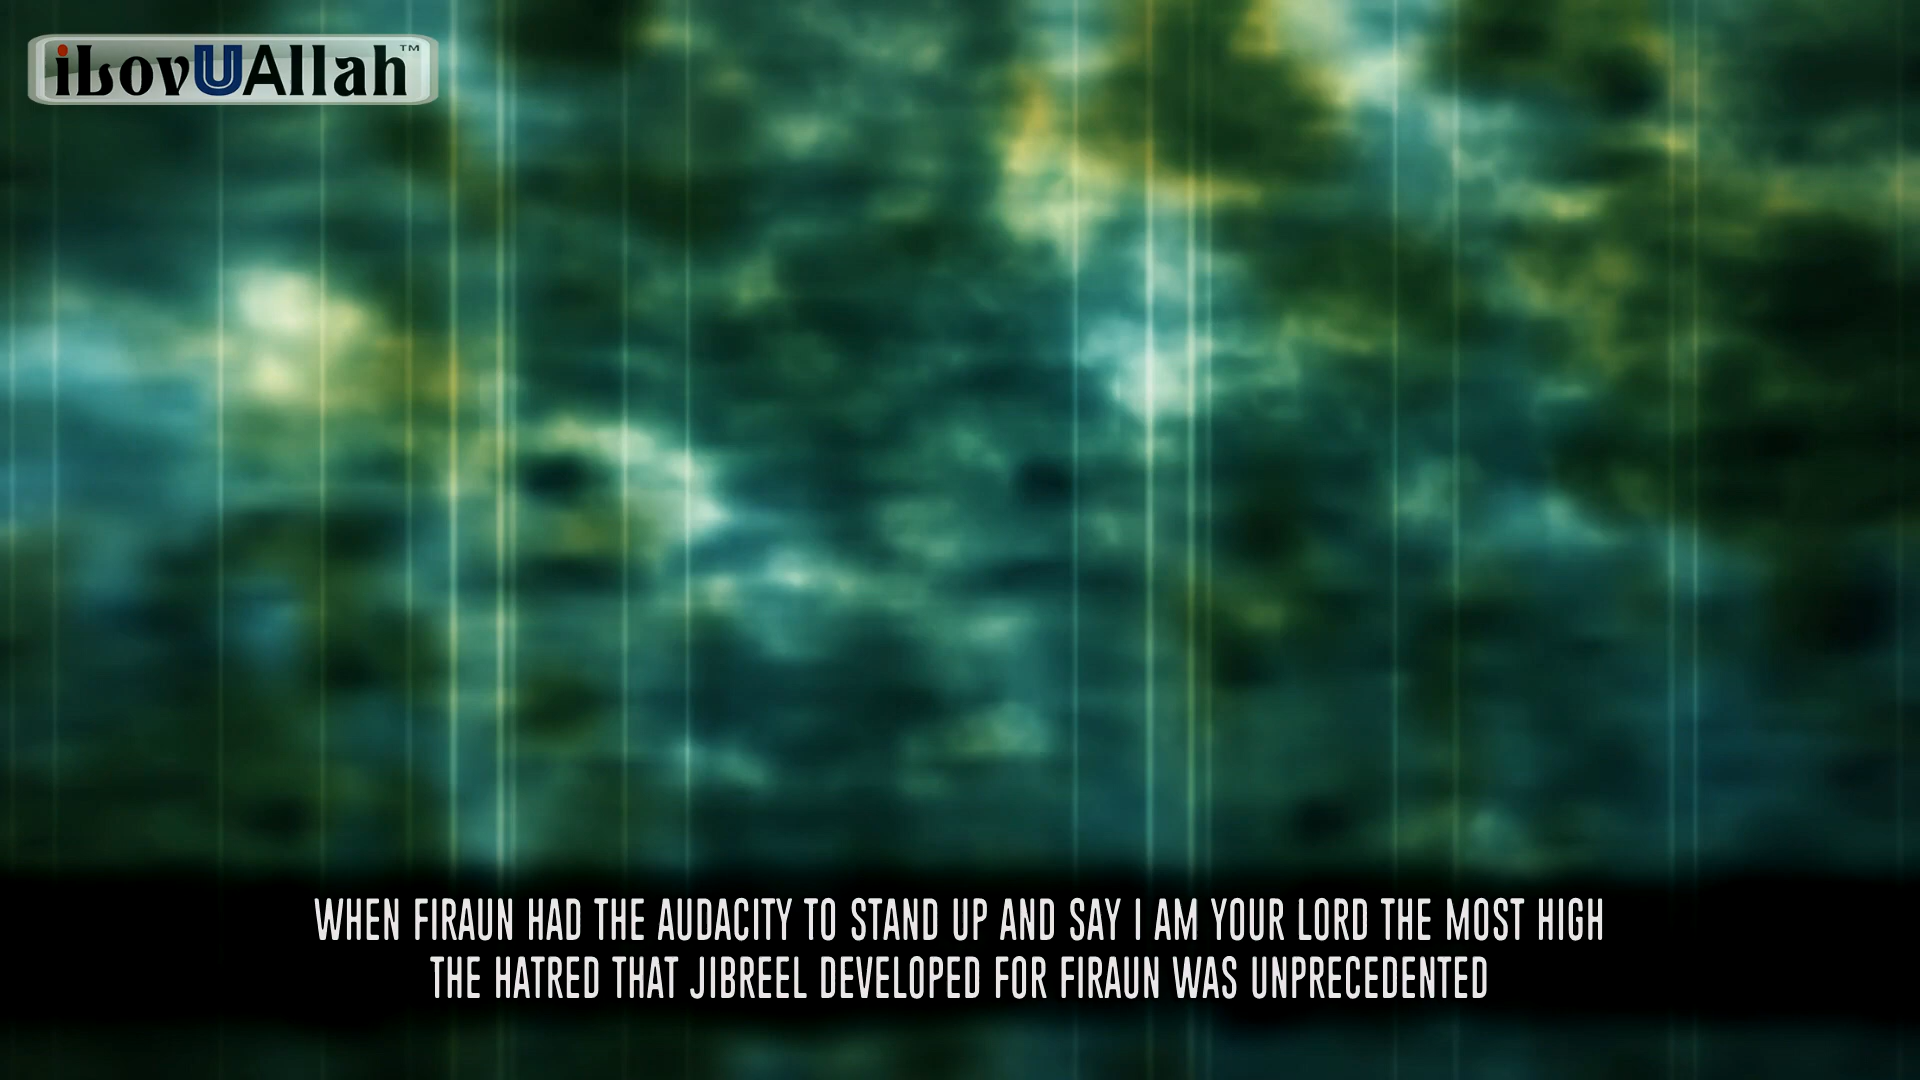 iLovUAllah™
WHEN FIRAUN HAD THE AUDACITY TO STAND UP AND SAY I AM YOUR LORD THE MOST HIGH
THE HATRED THAT JIBREEL DEVELOPED FOR FIRAUN WAS UNPRECEDENTED